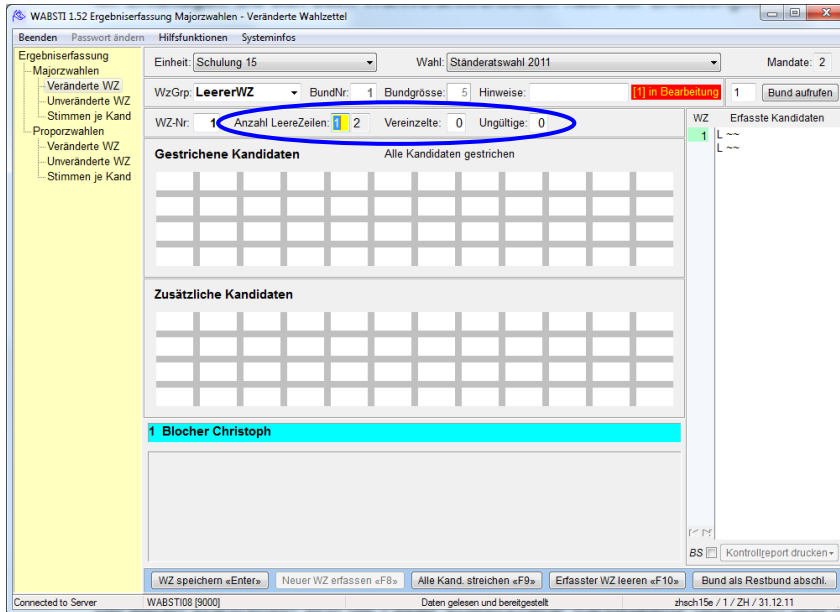 WABSTI 1.52 Ergebniserfassung Majorzwahlen - Veränderte Wahlzettel
Beenden Passwort ändern Hilfsfunktionen Systeminfos
Ergebniserfassung
Majorzwahlen
Veränderte WZ
Unveränderte WZ
Stimmen je Kand
Proporzwahlen
Veränderte WZ
Unveränderte WZ
Stimmen je Kand
Einheit: Schulung 15 Wahl: Ständeratswahl 2011 Mandate: 2
WzGrp: LeererWZ BundNr: 1 Bundgrösse: 5 Hinweise: [1] in Bearbeitung 1 Bund aufrufen
WZ-Nr: 1 Anzahl LeereZeilen: 1 2 Vereinzelte: 0 Ungültige: 0
WZ Erfasste Kandidaten
1 L ~~
L ~~
Gestrichene Kandidaten Alle Kandidaten gestrichen
Zusätzliche Kandidaten
1 Blocher Christoph
BS Kontrollreport drucken
WZ speichern «Enter» Neuer WZ erfassen «F8» Alle Kand. streichen «F9» Erfasster WZ leeren «F10» Bund als Restbund abschl.
Connected to Server WABSTI08 [9000] Daten gelesen und bereitgestellt zhsch15e / 1 / ZH / 31.12.11